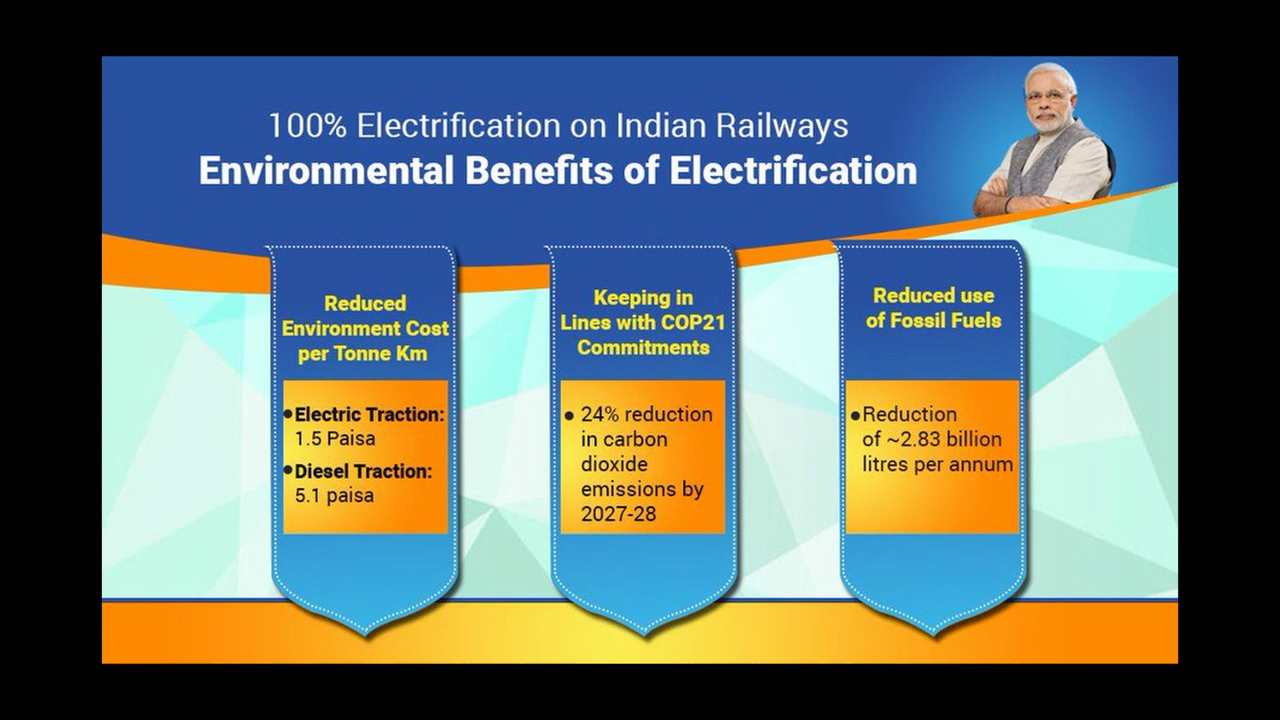 100% Electrification on Indian Railways
Environmental Benefits of Electrification
Reduced
Environment Cost
per Tonne Km
• Electric Traction:
1.5 Paisa
• Diesel Traction:
5.1 paisa
Keeping in
Lines with COP21
Commitments
• 24% reduction
in carbon
dioxide
emissions by
2027-28
Reduced use
of Fossil Fuels
• Reduction
of ~2.83 billion
litres per annum